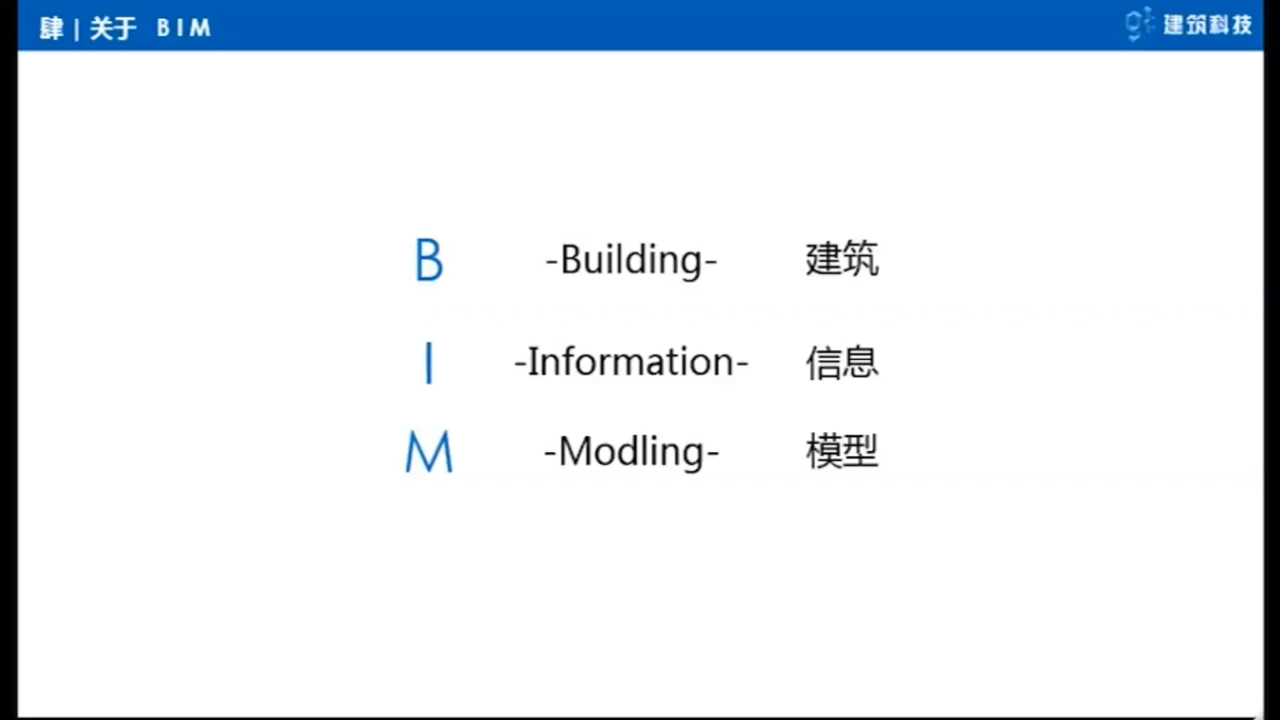 肆 | 关于 BIM
建筑科技
B -Building- 建筑
I -Information- 信息
M -Modling- 模型